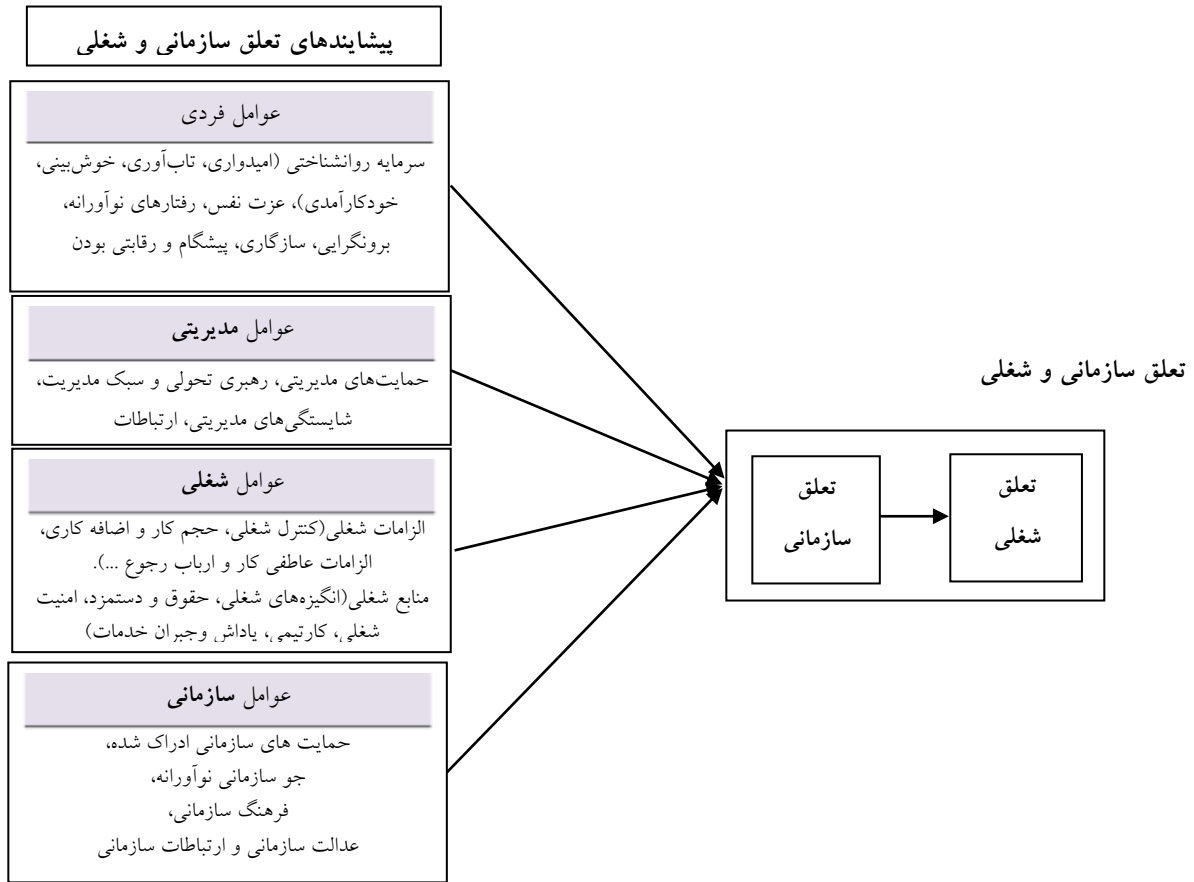 پیشایندهای تعلق سازمانی و شغلی
عوامل فردی
سرمایه روانشناختی (امیدواری، تاب‌آوری، خوش‌بینی،
خودکارآمدی)، عزت نفس، رفتارهای نوآورانه،
برونگرایی، سازگاری، پیشگام و رقابتی بودن
عوامل مدیریتی
حمایت‌های مدیریتی، رهبری تحولی و سبک مدیریت،
شایستگی‌های مدیریتی، ارتباطات
عوامل شغلی
الزامات شغلی(کنترل شغلی، حجم کار و اضافه کاری،
الزامات عاطفی کار و ارباب رجوع ...).
منابع شغلی(انگیزه‌های شغلی، حقوق و دستمزد، امنیت
شغلی، کارتیمی، پاداش وجبران خدمات)
عوامل سازمانی
حمایت های سازمانی ادراک شده،
جو سازمانی نوآورانه،
فرهنگ سازمانی،
عدالت سازمانی و ارتباطات سازمانی
تعلق سازمانی و شغلی
تعلق
سازمانی
تعلق
شغلی